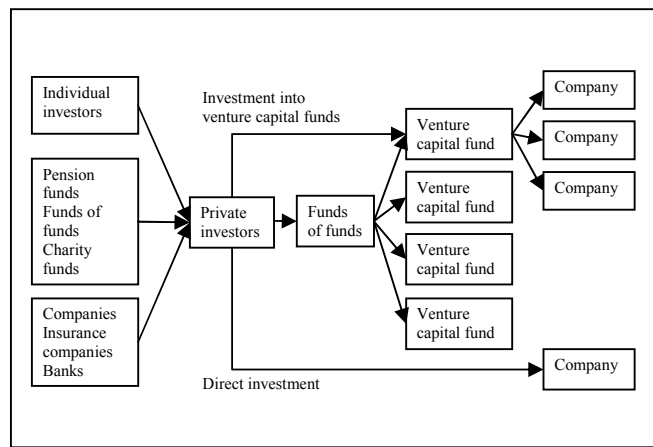 Individual
investors
Pension
funds
Funds of
funds
Charity
funds
Companies
Insurance
companies
Banks
Private
investors
Investment into
venture capital funds
Funds
of funds
Direct investment
Venture
capital fund
Venture
capital fund
Venture
capital fund
Venture
capital fund
Company
Company
Company
Company